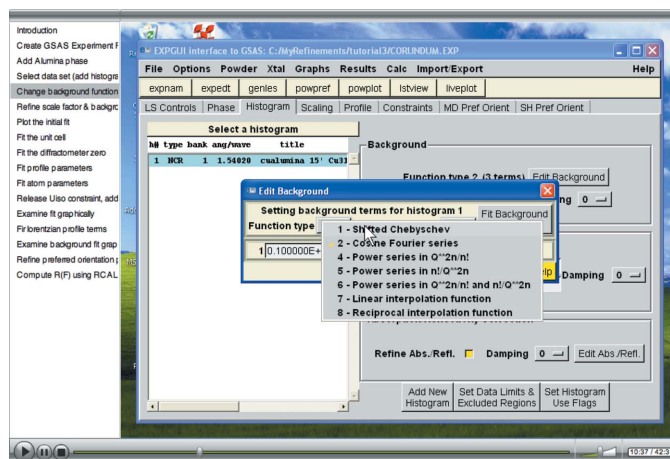 Introduction
Create GSAS Experiment F
Add Alumina phase
Select data set (add histogra
Change background function
Refine scale factor & backgrc
Plot the initial fit
Fit the unit cell
Fit the diffractometer zero
Fit profile parameters
Fit atom parameters
Release Uiso constraint, add
Examine fit graphically
Fir lorentzian profile terms
Examine background fit grap
Refine preferred orientation p
Compute R(F) using RCAL
EXPGUI interface to GSAS: C:/MyRefinements/tutorial3/CORUNDUM.EXP
File Options Powder Xtal Graphs Results Calc Import/Export Help
expnam expedt genles powpref powplot lstview liveplot
LS Controls Phase Histogram Scaling Profile Constraints MD Pref Orient SH Pref Orient
Select a histogram
h# type bank ang/wave title
1 NCR 1 1.54020 cualumina 15' Cu31
Background
Function type 2 (3 terms) Edit Background
ng 0
Edit Background
Setting background terms for histogram 1 Fit Background
Function type
1 0.100000E+
1 - Shifted Chebyschev
2 - Cosine Fourier series
4 - Power series in Q**2n/n!
5 - Power series in n!/Q**2n
6 - Power series in Q**2n/n! and n!/Q**2n
7 - Linear interpolation function
8 - Reciprocal interpolation function
elp
Damping 0
Refine Abs./Refl. Damping 0 Edit Abs./Refl.
Add New Histogram
Set Data Limits & Excluded Regions
Set Histogram Use Flags